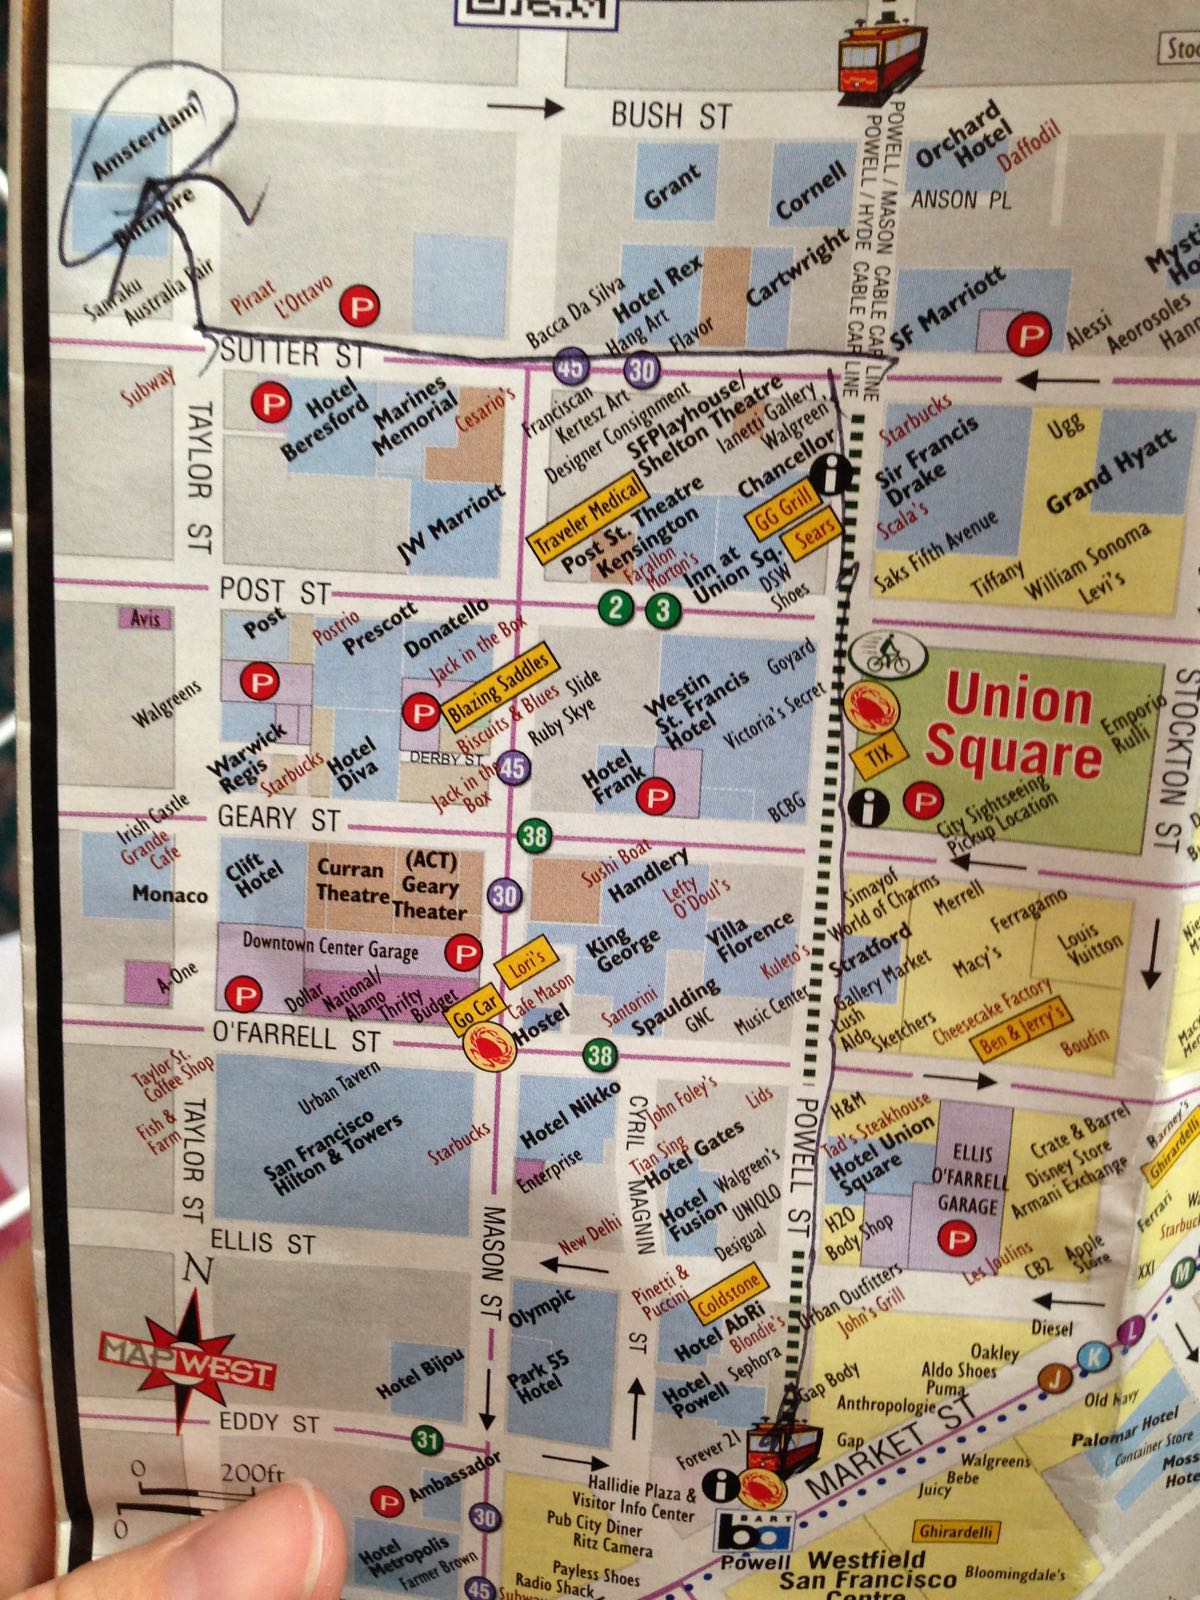 BUSH ST
Stoc
POWELL / MASON CABLE CAR LINE
POWELL / HYDE CABLE CAR LINE
Amsterdam
Biltmore
Sanraku
Australia Fair
Piraat
L'Ottavo
P
Grant
Cornell
Orchard
Hotel
Daffodil
ANSON PL
Bacca Da Silva
Hotel Rex
Hang Art
Flavor
Cartwright
SF Marriott
P
Alessi
Aerosoles
SUTTER ST
45
30
Subway
TAYLOR ST
P
Hotel
Beresford
Marines
Memorial
Cesario's
JW Marriott
Franciscan
Kertesz Art
Designer Consignment
SF Playhouse/
Shelton Theatre
Ianetti Gallery
Walgreen
Chancellor
i
Traveler Medical
Post St. Theatre
Kensington
Farallon
Morton's
GG Grill
Sears
Inn at
Union Sq.
DSW
Shoes
Starbucks
Sir Francis
Drake
Scala's
Saks Fifth Avenue
Ugg
Grand Hyatt
Tiffany
William Sonoma
Levi's
POST ST
2
3
Avis
Walgreens
Post
Postrio
Prescott
Donatello
Jack in the Box
P
P
Blazing Saddles
Biscuits & Blues
Slide
Ruby Skye
Warwick
Regis
Starbucks
Hotel
Diva
DERBY ST
Jack in the
Box
45
Westin
St. Francis
Hotel
Goyard
Victoria's Secret
Hotel
Frank
P
BCBG
Union
Square
TIX
i
P
Emporio
Rulli
City Sightseeing
Pickup Location
STOCKTON ST
GEARY ST
38
Irish Castle
Grande
Cafe
Monaco
A-One
Clift
Hotel
Curran
Theatre
(ACT)
Geary
Theater
30
Downtown Center Garage
P
P
Dollar
National/
Alamo
Thrifty
Budget
Sushi Boat
Handlery
Lefty
O'Doul's
King
George
Villa
Florence
Kuleto's
Lori's
Go Car
Cafe Mason
Hostel
Santorini
Spaulding
GNC
Music Center
Simayof
World of Charms
Stratford
Gallery Market
Lush
Aldo
Sketchers
Merrell
Ferragamo
Macy's
Louis
Vuitton
Cheesecake Factory
Ben & Jerry's
Boudin
O'FARRELL ST
38
Taylor St.
Coffee Shop
Fish &
Farm
TAYLOR ST
Urban Tavern
San Francisco
Hilton & Towers
Starbucks
Hotel Nikko
Enterprise
CYRIL MAGNIN ST
New Delhi
John Foley's
Lids
Tian Sing
Hotel Gates
Walgreen's
Hotel
Fusion
UNIQLO
Desigual
POWELL ST
H&M
Tad's Steakhouse
Hotel Union
Square
H2O
Body Shop
ELLIS
O'FARRELL
GARAGE
P
Crate & Barrel
Disney Store
Armani Exchange
Les Joulins
CB2
Apple
Store
Barney's
Ghirardelli
Ferrari
XXI
M
ELLIS ST
MASON ST
N
MAP WEST
Olympic
Park 55
Hotel
Hotel Bijou
Pinetti &
Puccini
Coldstone
Hotel AbRi
Blondie's
Sephora
Hotel
Powell
Forever 21
Urban Outfitters
John's Grill
Gap Body
Anthropologie
Gap
Diesel
Oakley
Aldo Shoes
Puma
J
K
L
Old Navy
Palomar Hotel
Container Store
MARKET ST
EDDY ST
31
0
200ft
0
P
Ambassador
Hotel
Metropolis
Farmer Brown
30
45
Hallidie Plaza &
Visitor Info Center
Pub City Diner
Ritz Camera
Payless Shoes
Radio Shack
i
BART
ba
Powell
Walgreens
Bebe
Juicy
Ghirardelli
Westfield
San Francisco
Centre
Bloomingdale's